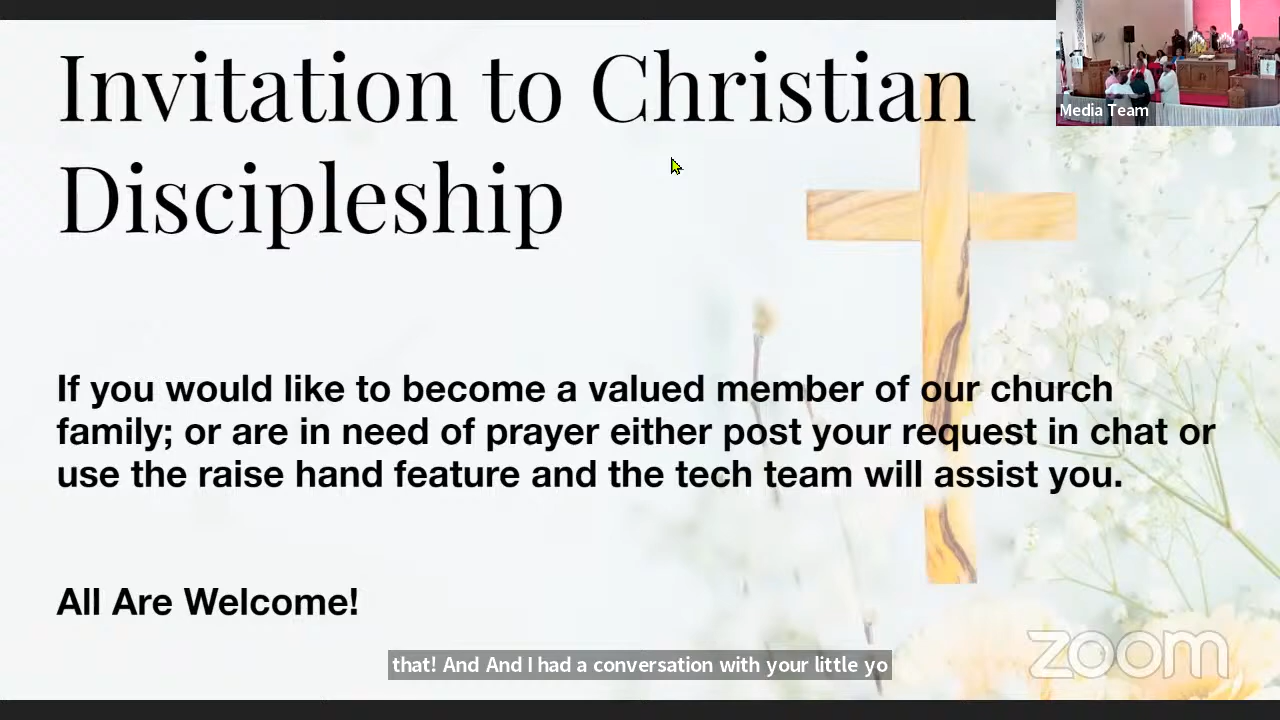 Invitation to Christian
Discipleship
Media Team
If you would like to become a valued member of our church
family; or are in need of prayer either post your request in chat or
use the raise hand feature and the tech team will assist you.
All Are Welcome!
zoom
that! And And I had a conversation with your little yo